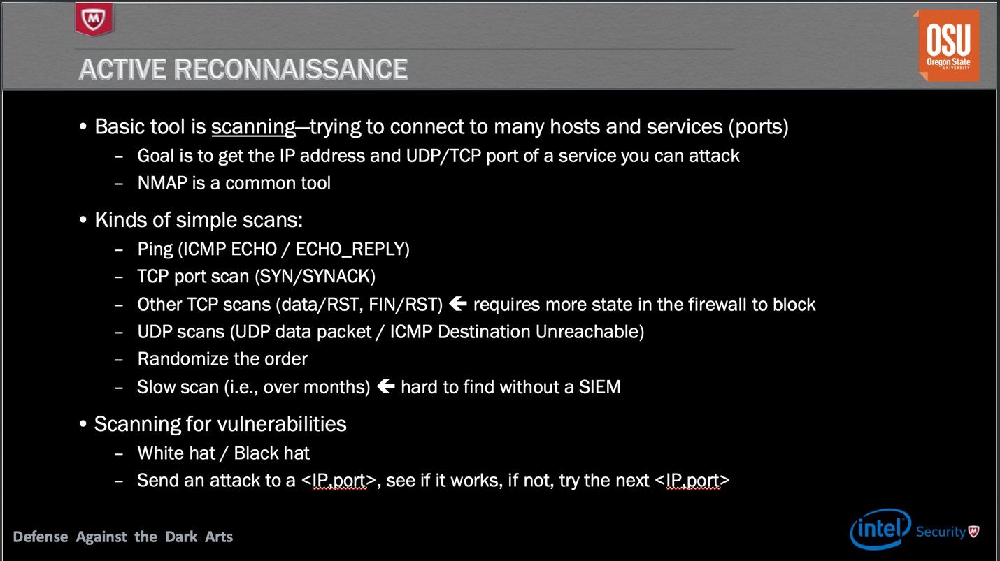 M
OSU
Oregon State
UNIVERSITY
ACTIVE RECONNAISSANCE
• Basic tool is scanning—trying to connect to many hosts and services (ports)
– Goal is to get the IP address and UDP/TCP port of a service you can attack
– NMAP is a common tool
• Kinds of simple scans:
– Ping (ICMP ECHO / ECHO_REPLY)
– TCP port scan (SYN/SYNACK)
– Other TCP scans (data/RST, FIN/RST) 🡸 requires more state in the firewall to block
– UDP scans (UDP data packet / ICMP Destination Unreachable)
– Randomize the order
– Slow scan (i.e., over months) 🡸 hard to find without a SIEM
• Scanning for vulnerabilities
– White hat / Black hat
– Send an attack to a <IP,port>, see if it works, if not, try the next <IP,port>
Defense Against the Dark Arts
intel Security M